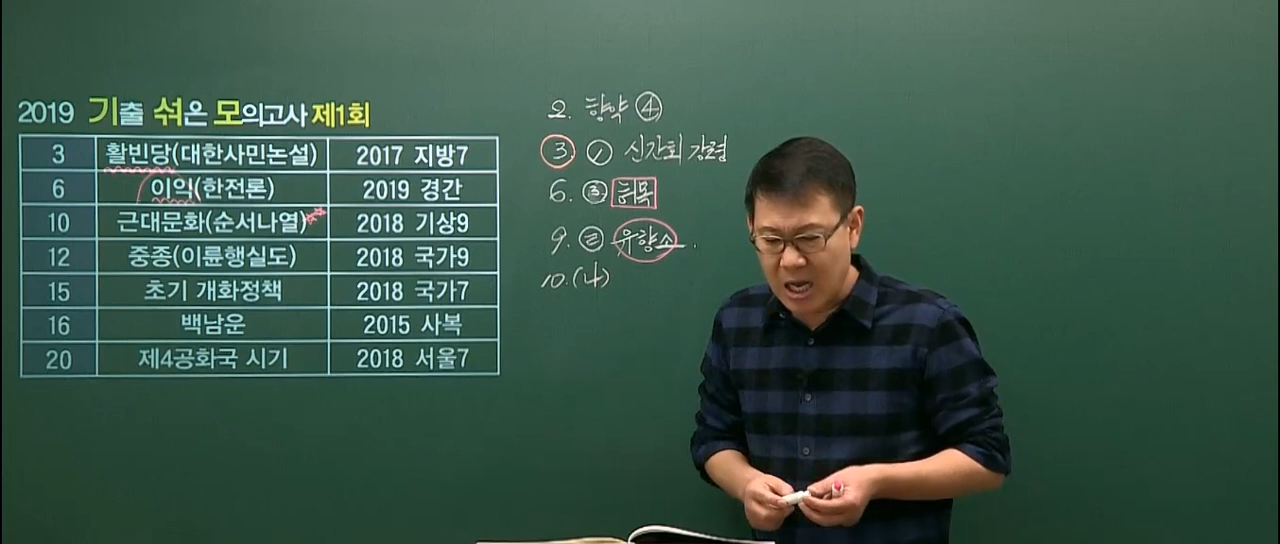 2019 기출 섞은 모의고사 제1회
3 활빈당(대한사민논설) 2017 지방7
6 이익(한전론) 2019 경간
10 근대문화(순서나열) 2018 기상9
12 중종(이륜행실도) 2018 국가9
15 초기 개화정책 2018 국가7
16 백남운 2015 사복
20 제4공화국 시기 2018 서울7
2. 향약 ④
3. ① 신간회 강령
6. ③ 허목
9. ㉣ 유향소.
10. (나)